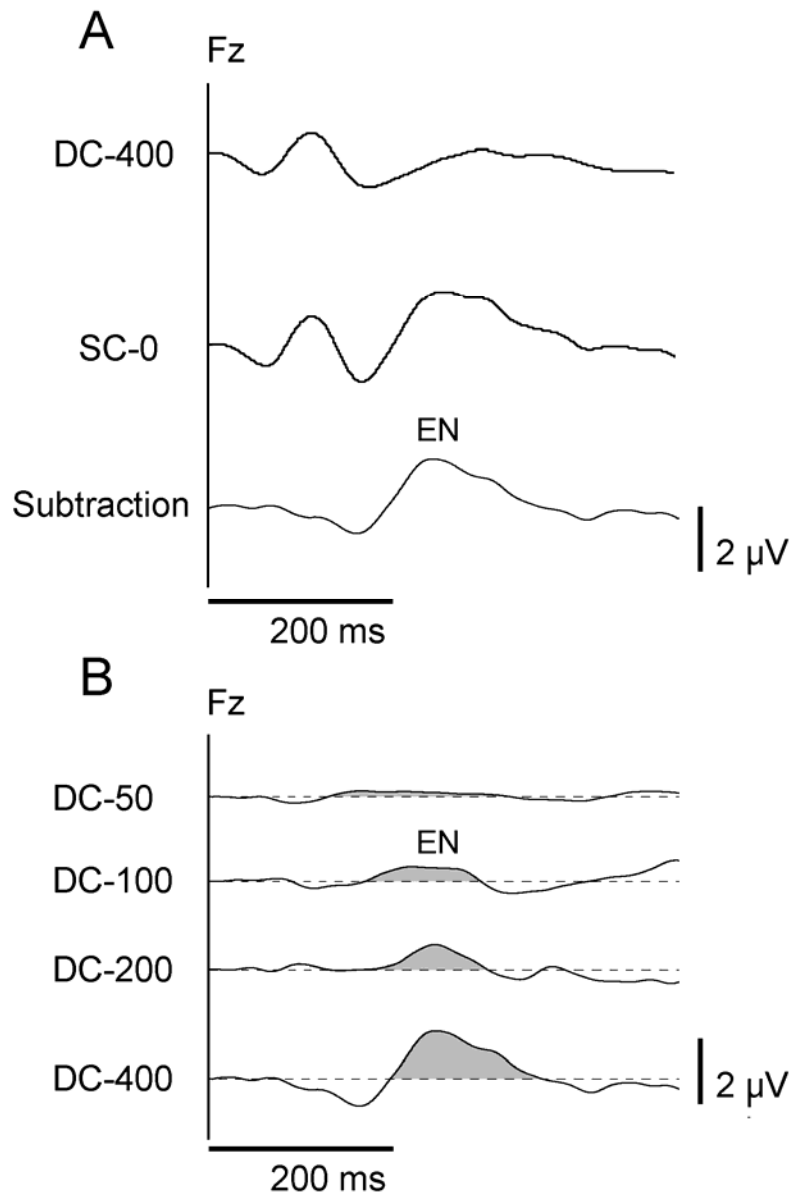 A
Fz
DC-400
SC-0
EN
Subtraction
2 μV
200 ms
B
Fz
DC-50
EN
DC-100
DC-200
DC-400
2 μV
200 ms